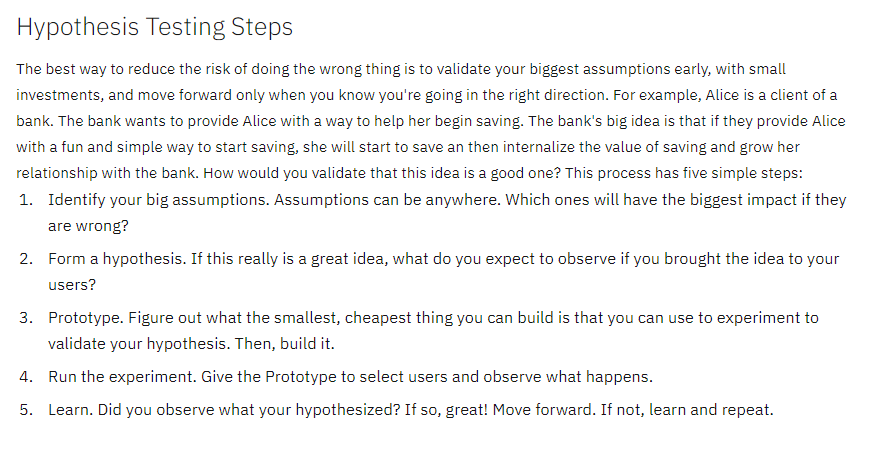 Hypothesis Testing Steps
The best way to reduce the risk of doing the wrong thing is to validate your biggest assumptions early, with small
investments, and move forward only when you know you're going in the right direction. For example, Alice is a client of a
bank. The bank wants to provide Alice with a way to help her begin saving. The bank's big idea is that if they provide Alice
with a fun and simple way to start saving, she will start to save an then internalize the value of saving and grow her
relationship with the bank. How would you validate that this idea is a good one? This process has five simple steps:
1. Identify your big assumptions. Assumptions can be anywhere. Which ones will have the biggest impact if they
are wrong?
2. Form a hypothesis. If this really is a great idea, what do you expect to observe if you brought the idea to your
users?
3. Prototype. Figure out what the smallest, cheapest thing you can build is that you can use to experiment to
validate your hypothesis. Then, build it.
4. Run the experiment. Give the Prototype to select users and observe what happens.
5. Learn. Did you observe what your hypothesized? If so, great! Move forward. If not, learn and repeat.